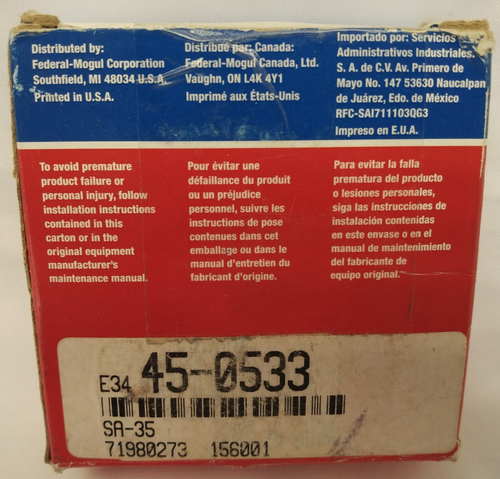 Distributed by:
Federal-Mogul Corporation
Southfield, MI 48034 U.S.A.
Printed in U.S.A.
Distribué par: Canada:
Federal-Mogul Canada, Ltd.
Vaughn, ON L4K 4Y1
Imprimé aux États-Unis
Importado por: Servicios
Administrativos Industriales,
S. A. de C.V. Av. Primero de
Mayo No. 147 53630 Naucalpan
de Juárez, Edo. de México
RFC-SAI711103QG3
Impreso en E.U.A.
To avoid premature
product failure or
personal injury, follow
installation instructions
contained in this
carton or in the
original equipment
manufacturer's
maintenance manual.
Pour éviter une
défaillance du produit
ou un préjudice
personnel, suivre les
instructions de pose
contenues dans cet
emballage ou dans le
manuel d'entretien du
fabricant d'origine.
Para evitar la falla
prematura del producto
o lesiones personales,
siga las instrucciones de
instalación contenidas
en este envase o en el
manual de mantenimiento
del fabricante de
equipo original.
E34 45-0533
SA-35
71980273 156001